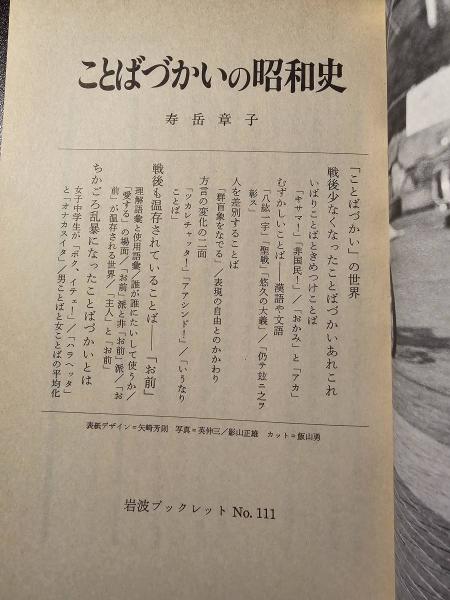 ことばづかいの昭和史
寿岳章子
「ことばづかい」の世界
戦後少なくなったことばづかいあれこれ
いばりことばときめつけことば
「キサマ！」「非国民！」／「おかみ」と「アカ」
むずかしいことば――漢語や文語
「八紘一宇」「聖戦」「悠久の大義」／「仍テ玆ニ之ヲ
彰ス」
人を差別することば
「群盲象をなでる」／表現の自由とのかかわり
方言の変化の二面
「ツカレチャッタ！」「アアシンド！」／「いうなり
ことば」
戦後も温存されていることば――「お前」
理解語彙と使用語彙／誰が誰にたいして使うか／
「愛する」の場面／「お前」派と非「お前」派／「お
前」が温存される世界／「主人」と「お前」
ちかごろ乱暴になったことばづかいとは
女子中学生が「ボク、イテェ！」／「ハラヘッタ」
と「オナカスイタ」／男ことばと女ことばの平均化
表紙デザイン＝矢崎芳則 写真＝英伸三／影山正雄 カット＝飯山勇
岩波ブックレット No. 111